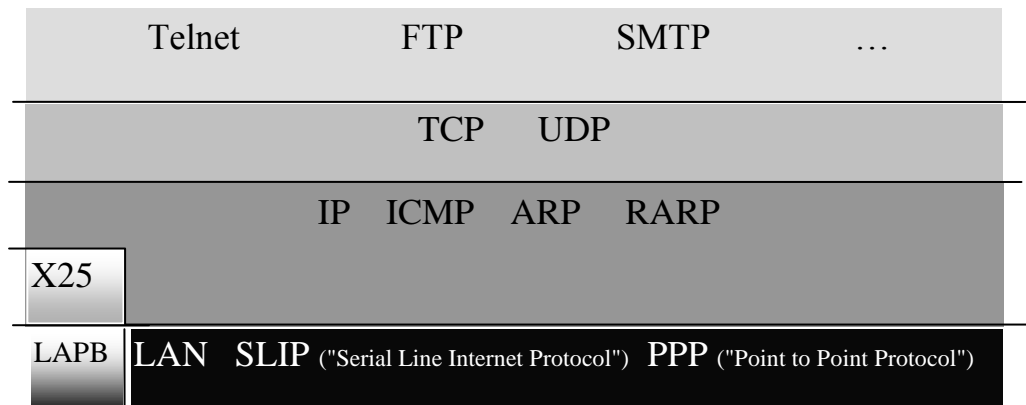 Telnet FTP SMTP …
TCP UDP
IP ICMP ARP RARP
X25
LAPB LAN SLIP ("Serial Line Internet Protocol") PPP ("Point to Point Protocol")